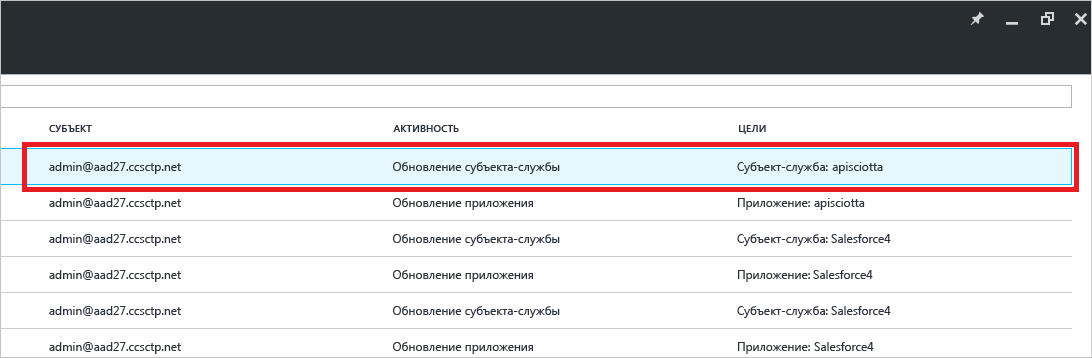 СУБЪЕКТ АКТИВНОСТЬ ЦЕЛИ
admin@aad27.ccsctp.net Обновление субъекта-службы Субъект-служба: apisciotta
admin@aad27.ccsctp.net Обновление приложения Приложение: apisciotta
admin@aad27.ccsctp.net Обновление субъекта-службы Субъект-служба: Salesforce4
admin@aad27.ccsctp.net Обновление приложения Приложение: Salesforce4
admin@aad27.ccsctp.net Обновление субъекта-службы Субъект-служба: Salesforce4
admin@aad27.ccsctp.net Обновление приложения Приложение: Salesforce4